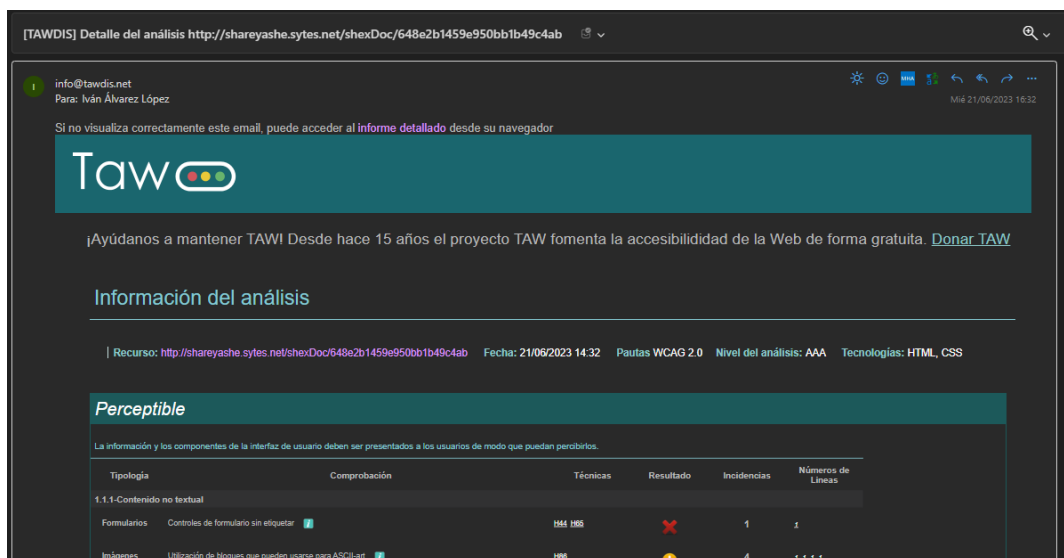 [TAWDIS] Detalle del análisis http://shareyashe.sytes.net/shexDoc/648e2b1459e950bb1b49c4ab
I
info@tawdis.net
Para: Iván Álvarez López
Mié 21/06/2023 16:32
Si no visualiza correctamente este email, puede acceder al informe detallado desde su navegador
Taw
¡Ayúdanos a mantener TAW! Desde hace 15 años el proyecto TAW fomenta la accesibilididad de la Web de forma gratuita. Donar TAW
Información del análisis
Recurso: http://shareyashe.sytes.net/shexDoc/648e2b1459e950bb1b49c4ab Fecha: 21/06/2023 14:32 Pautas WCAG 2.0 Nivel del análisis: AAA Tecnologías: HTML, CSS
Perceptible
La información y los componentes de la interfaz de usuario deben ser presentados a los usuarios de modo que puedan percibirlos.
Tipología Comprobación Técnicas Resultado Incidencias Números de Lineas
1.1.1-Contenido no textual
Formularios Controles de formulario sin etiquetar i H44 H65 1 1
Imágenes Utilización de bloques que pueden usarse para ASCII-art H86 4 1 1 1 1